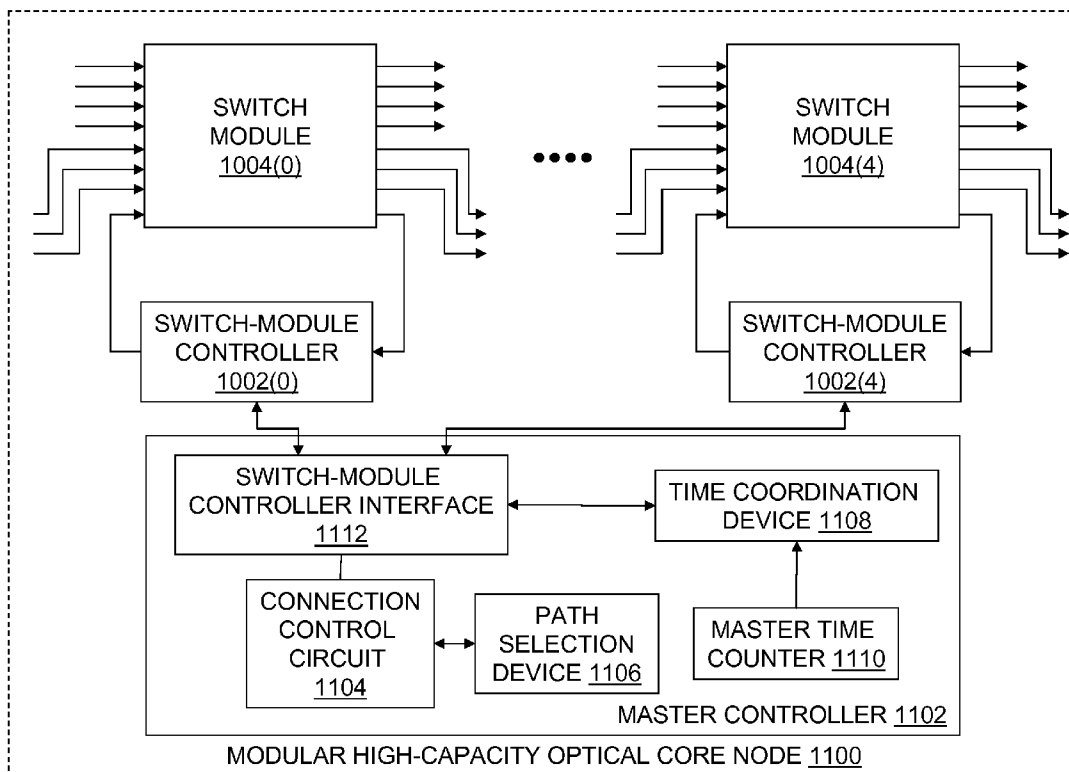 SWITCH
MODULE
1004(0)
SWITCH
MODULE
1004(4)
SWITCH-MODULE
CONTROLLER
1002(0)
SWITCH-MODULE
CONTROLLER
1002(4)
SWITCH-MODULE
CONTROLLER INTERFACE
1112
TIME COORDINATION
DEVICE 1108
CONNECTION
CONTROL
CIRCUIT
1104
PATH
SELECTION
DEVICE 1106
MASTER TIME
COUNTER 1110
MASTER CONTROLLER 1102
MODULAR HIGH-CAPACITY OPTICAL CORE NODE 1100